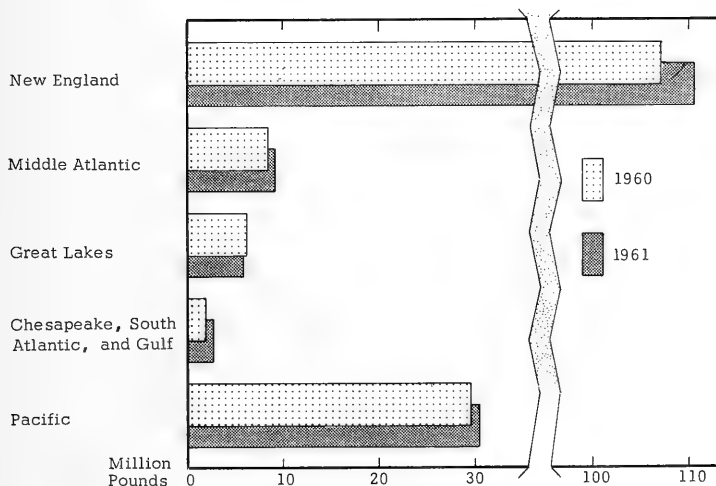 New England
Middle Atlantic
1960
Great Lakes
1961
Chesapeake, South
Atlantic, and Gulf
Pacific
Million
Pounds
0 10 20 30 100 110